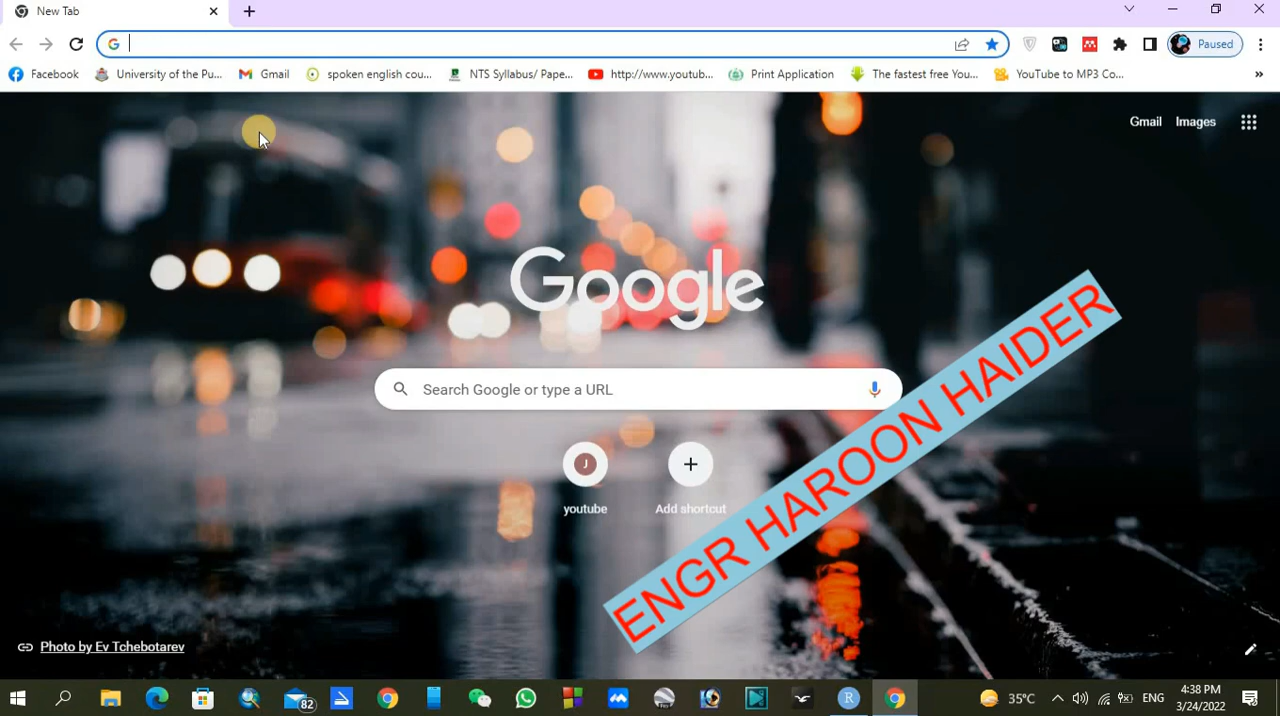 New Tab
Paused
Facebook
University of the Pu...
Gmail
spoken english cou...
NTS Syllabus/ Pape...
http://www.youtub...
Print Application
The fastest free You...
YouTube to MP3 Co...
»
Gmail
Images
Google
Search Google or type a URL
J
youtube
Add shortcut
ENGR HAROON HAIDER
Photo by Ev Tchebotarev
82
R
35°C
ENG
4:38 PM
3/24/2022